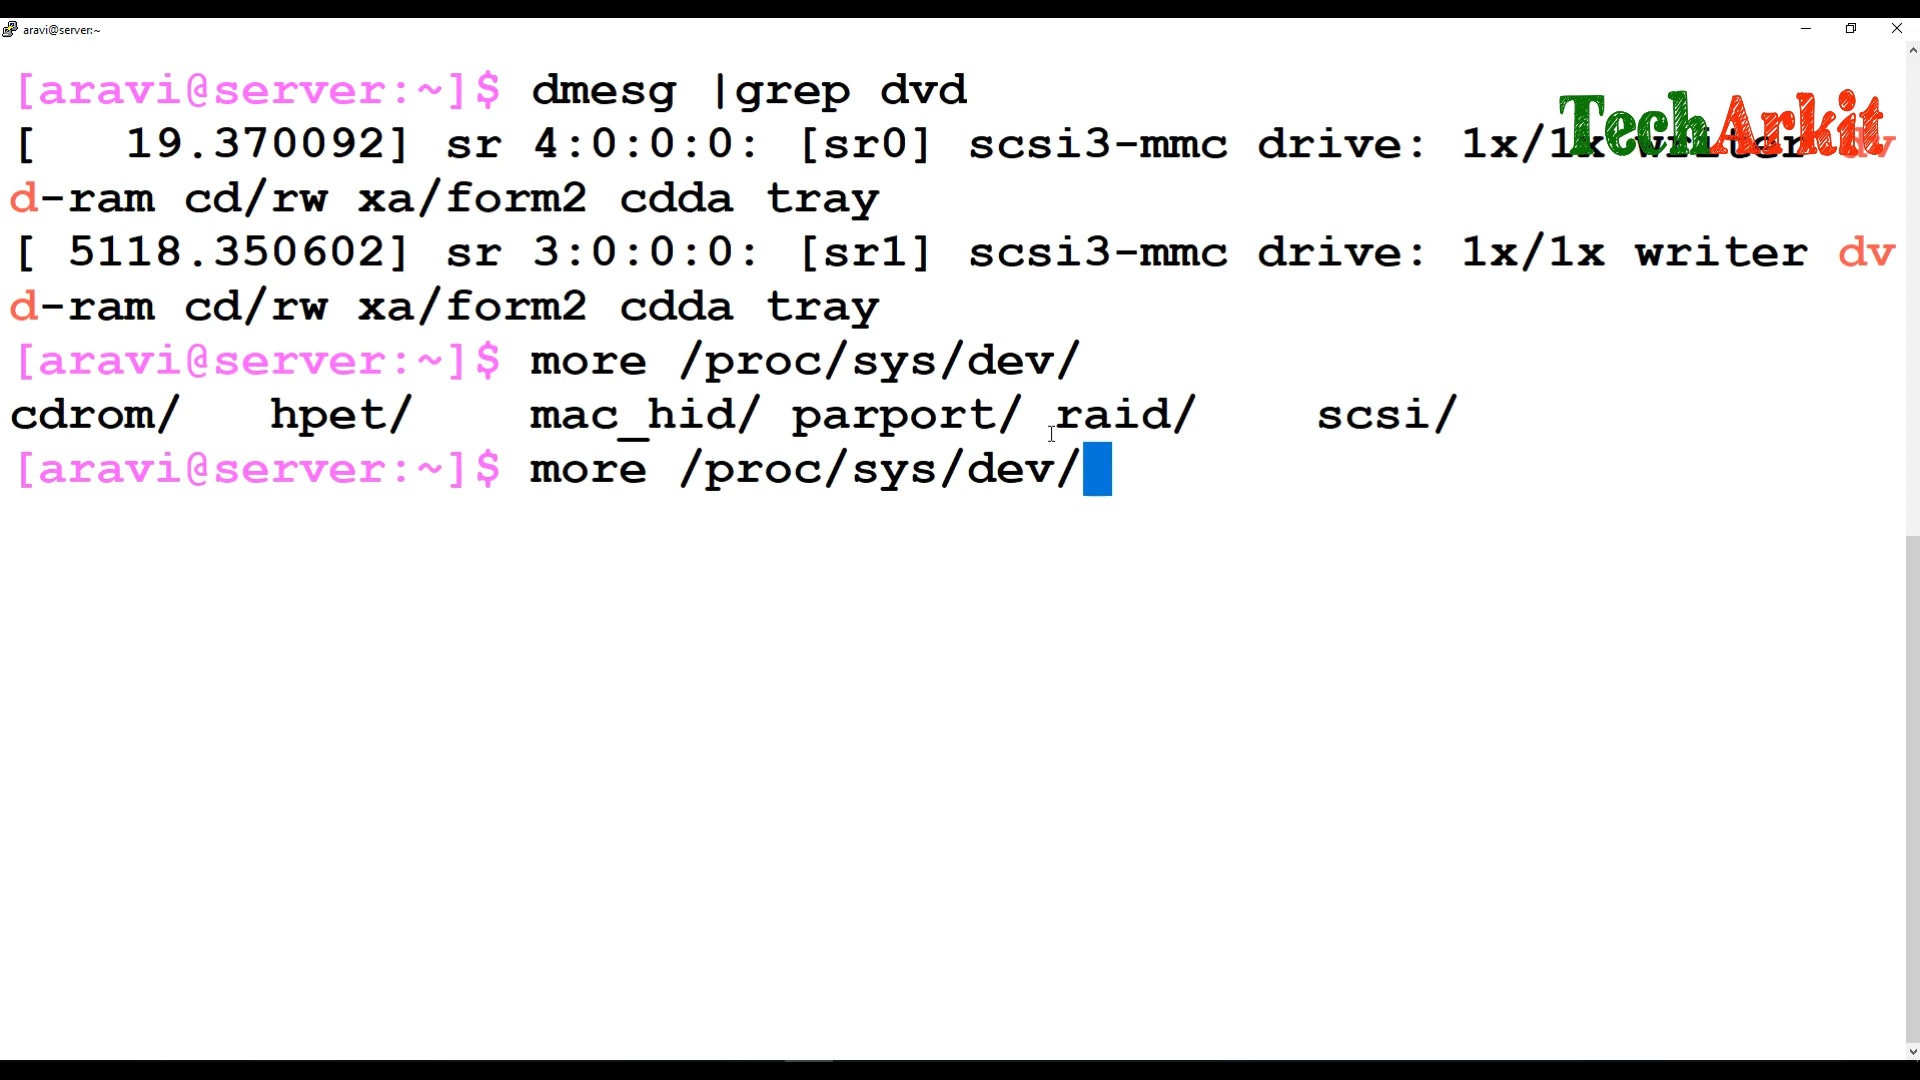 aravi@server:~
[aravi@server:~]$ dmesg |grep dvd
TechArkit
[   19.370092] sr 4:0:0:0: [sr0] scsi3-mmc drive: 1x/1x writer dv
d-ram cd/rw xa/form2 cdda tray
[ 5118.350602] sr 3:0:0:0: [sr1] scsi3-mmc drive: 1x/1x writer dv
d-ram cd/rw xa/form2 cdda tray
[aravi@server:~]$ more /proc/sys/dev/
cdrom/   hpet/    mac_hid/ parport/ raid/    scsi/
[aravi@server:~]$ more /proc/sys/dev/